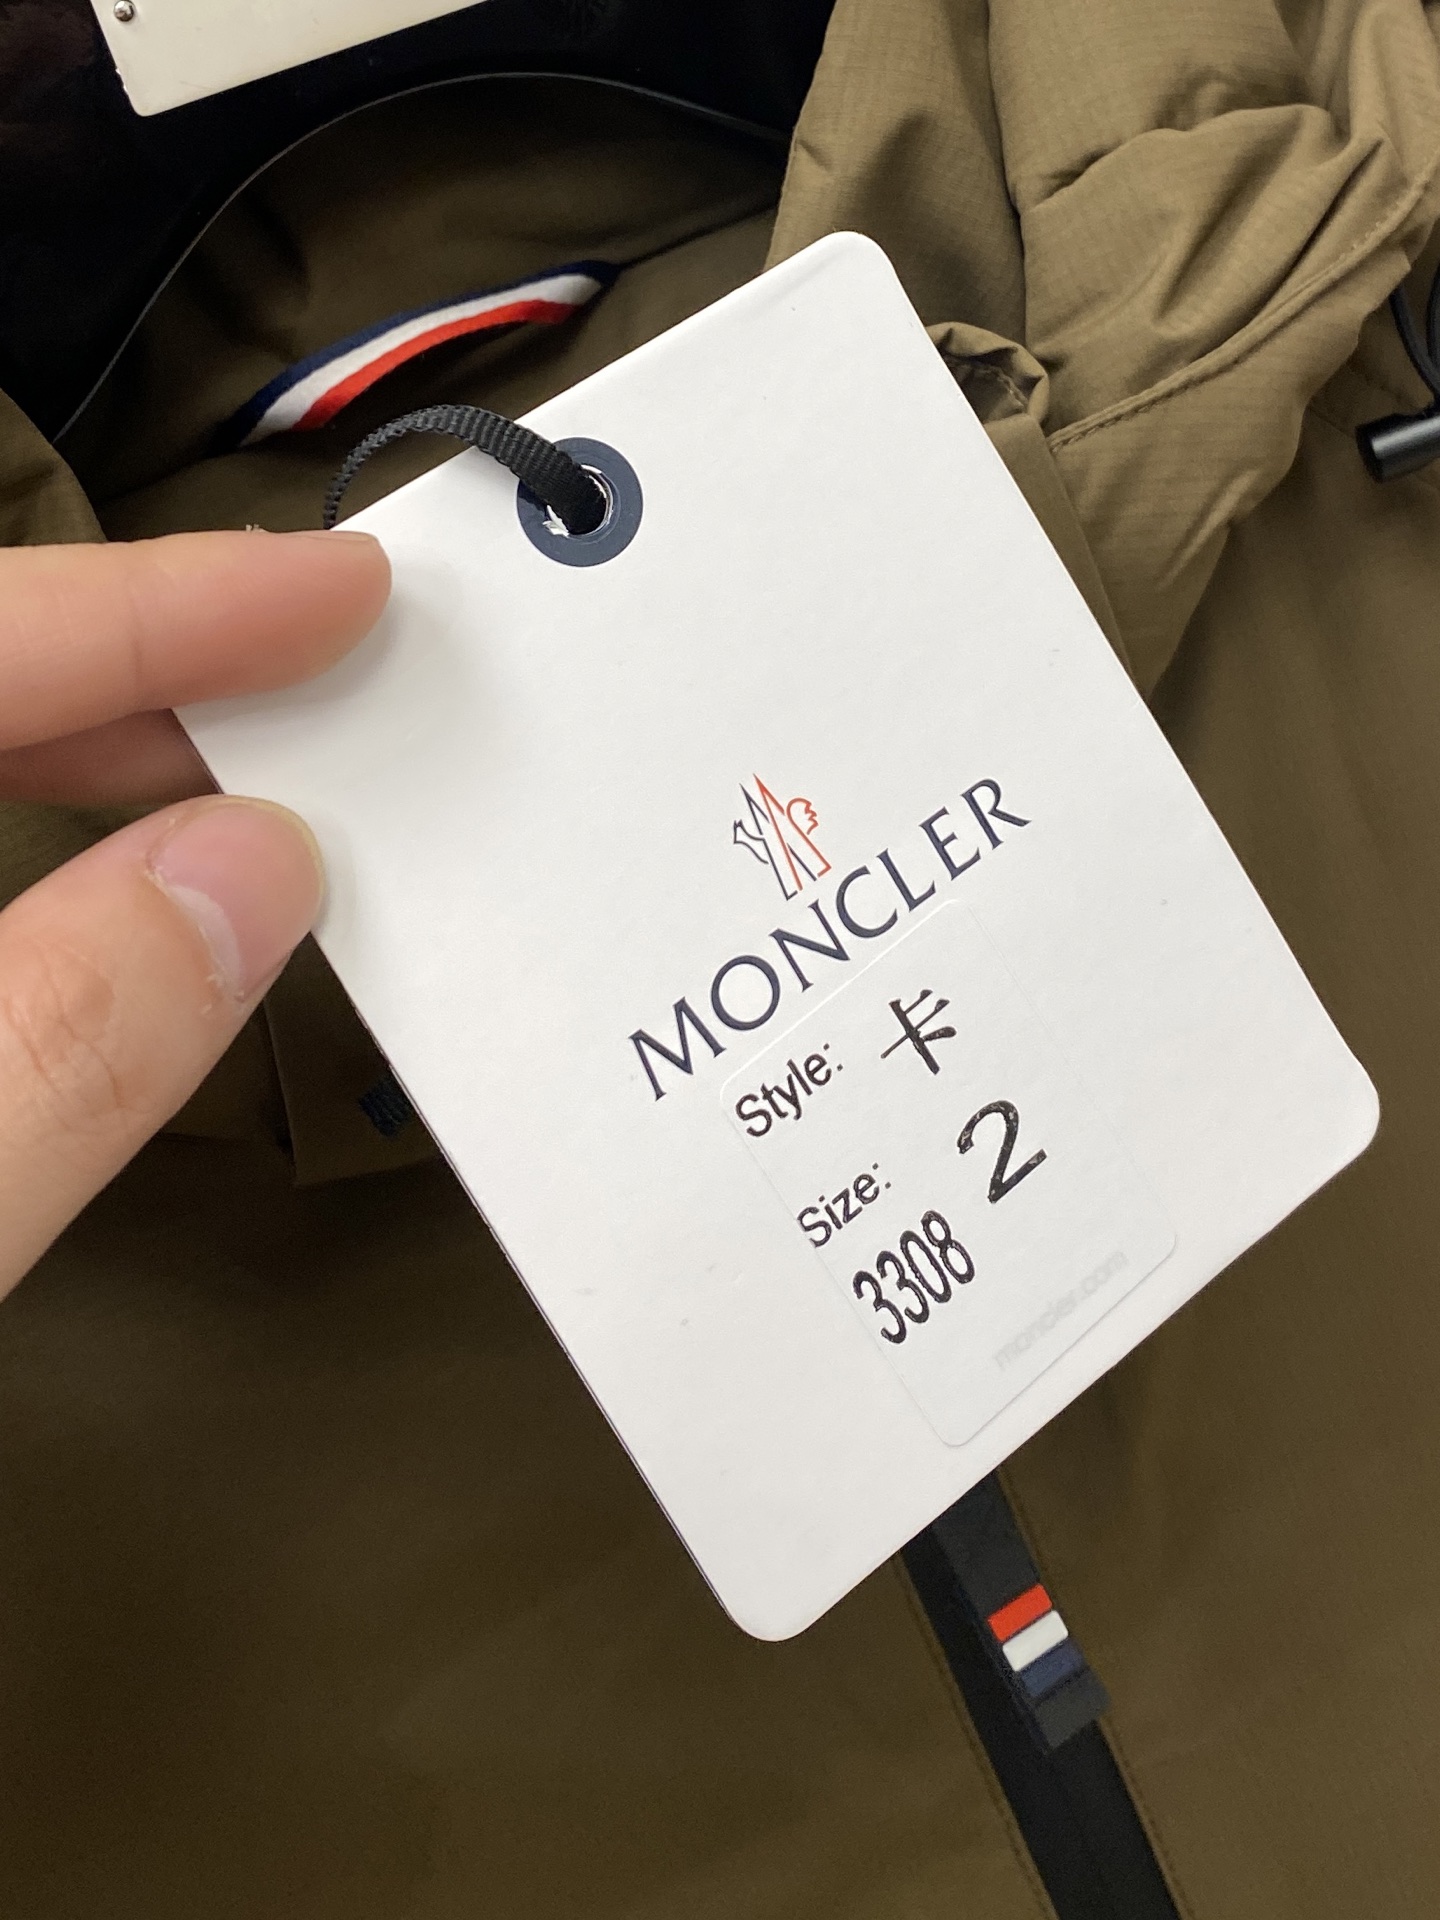 MONCLER
Style: 卡
Size: 2
3308
moncler.com